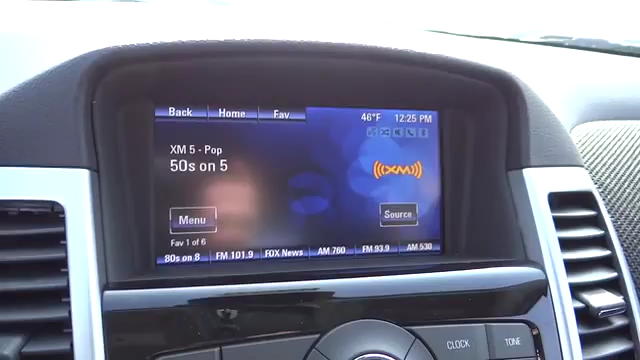 Back Home Fav
46°F 12:25 PM
XM 5 - Pop
50s on 5
XM
Menu
Source
Fav 1 of 6
80s on 8 FM 101.9 FOX News AM 760 FM 93.9 AM 530
CLOCK TONE